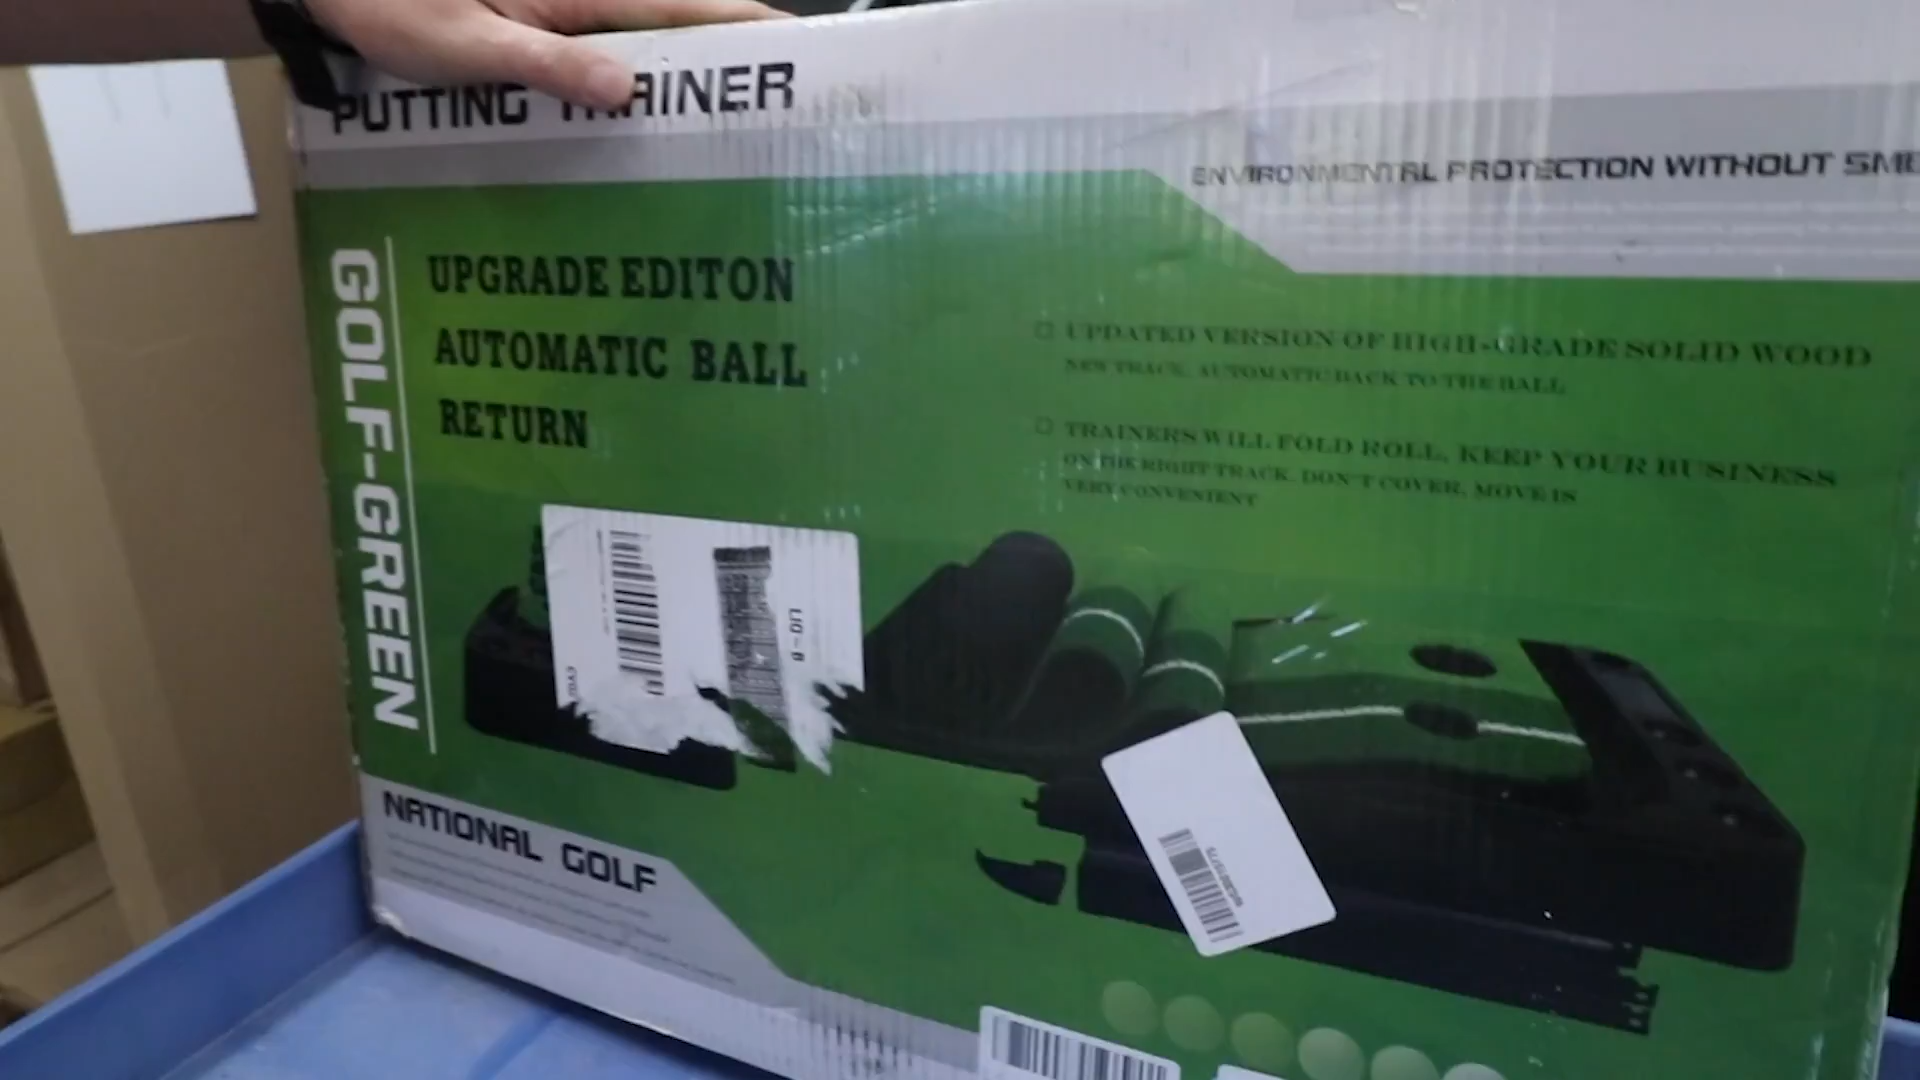 PUTTING TRAINER
ENVIRONMENTAL PROTECTION WITHOUT
GOLF-GREEN
UPGRADE EDITON
AUTOMATIC BALL
RETURN
UPDATED VERSION OF HIGH-GRADE SOLID WOOD
NEW TRACK, AUTOMATIC BACK TO THE BALL
TRAINERS WILL FOLD ROLL, KEEP YOUR BUSINESS
ON THE RIGHT TRACK, DON'T COVER, MOVE IS
VERY CONVENIENT
LIQ-8
NATIONAL GOLF